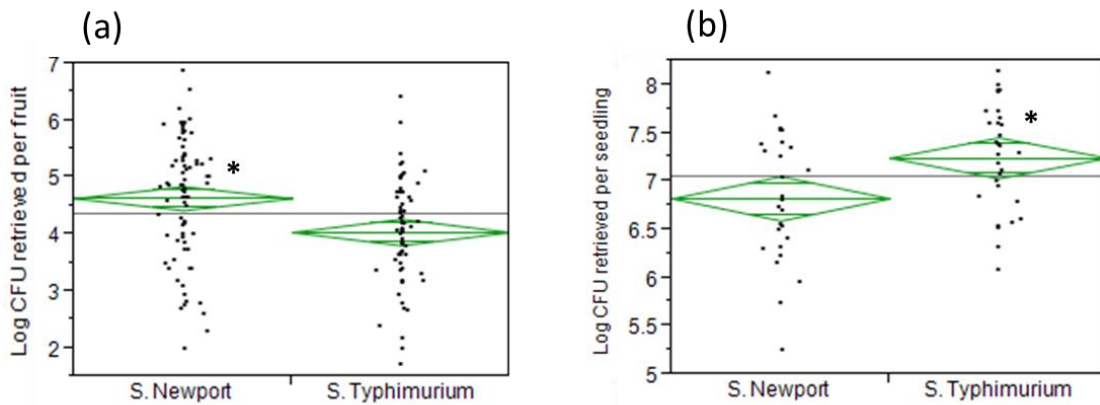 (a)
(b)
Log CFU retrieved per fruit
7
6
5
4
3
2
*
S. Newport
S. Typhimurium
Log CFU retrieved per seedling
8
7.5
7
6.5
6
5.5
5
*
S. Newport
S. Typhimurium